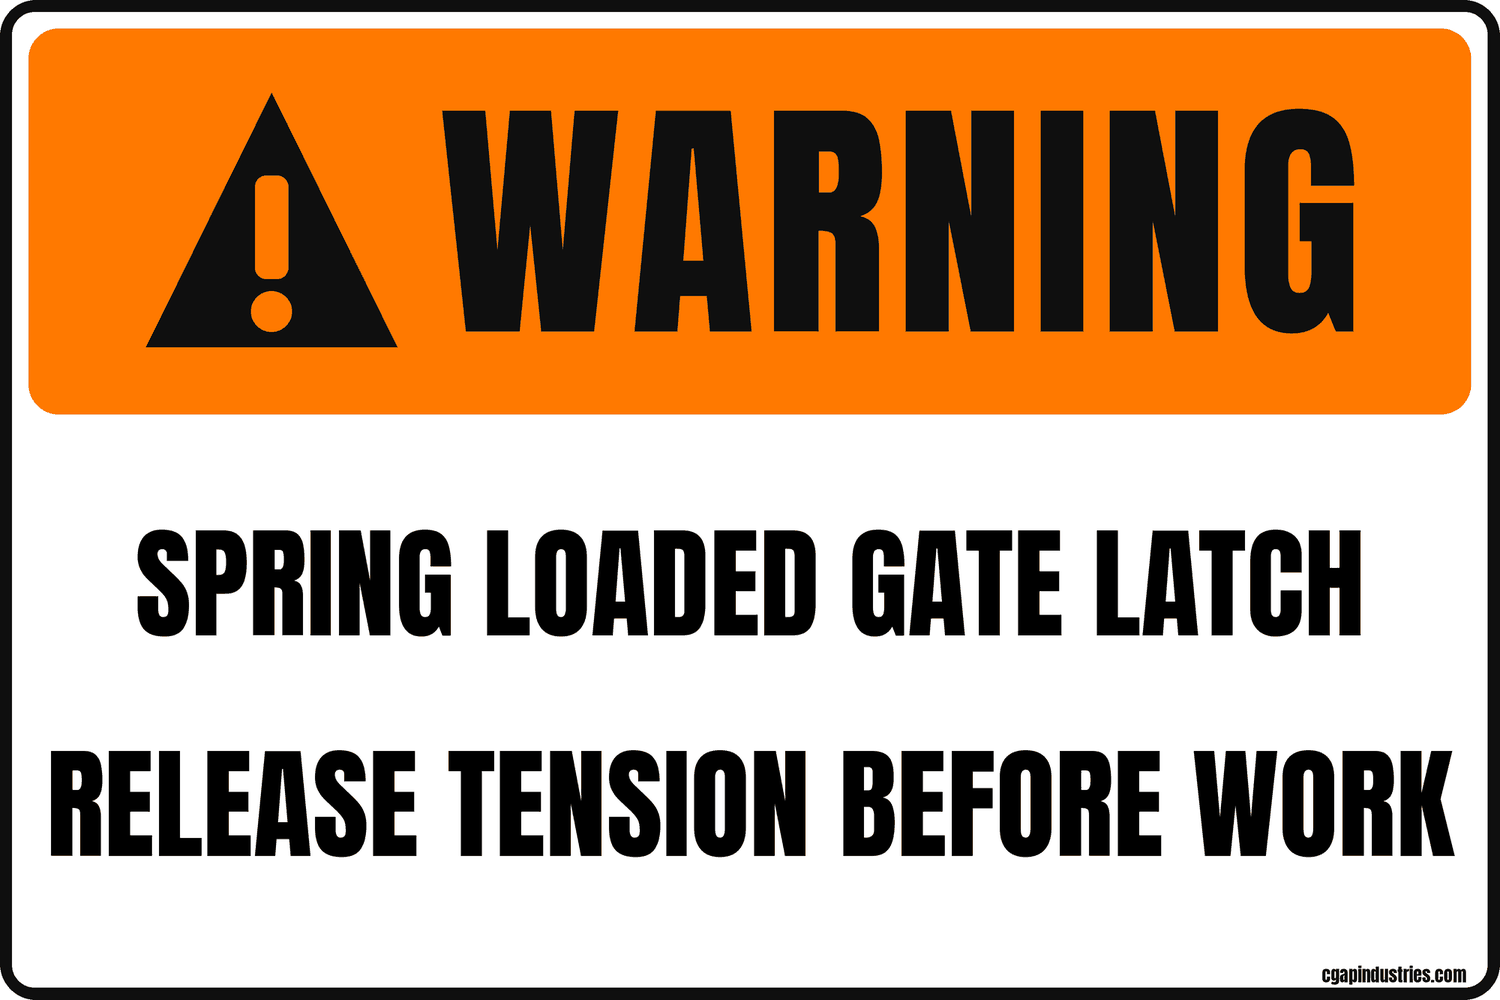 WARNING
SPRING LOADED GATE LATCH
RELEASE TENSION BEFORE WORK
cgapindustries.com